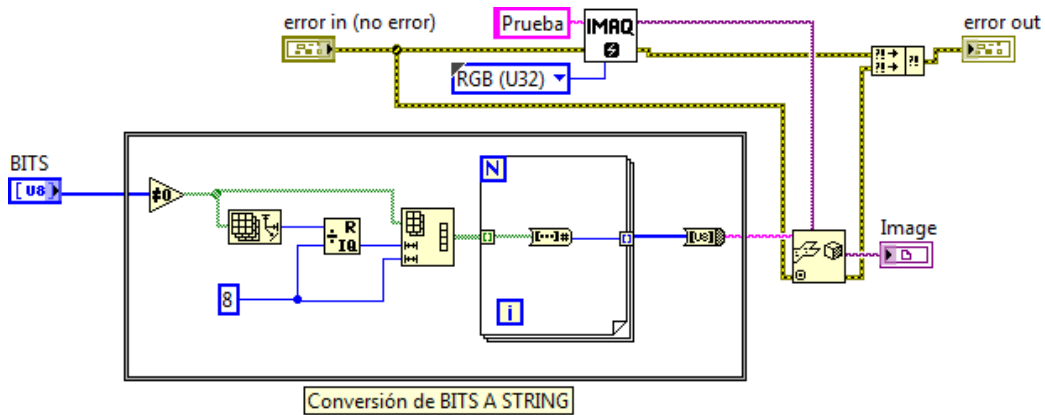 error in (no error)
Prueba
IMAQ
error out
RGB (U32)
BITS
[U8]
≠0
N
R
IQ
[...]#
[U8]
8
i
Image
Conversión de BITS A STRING